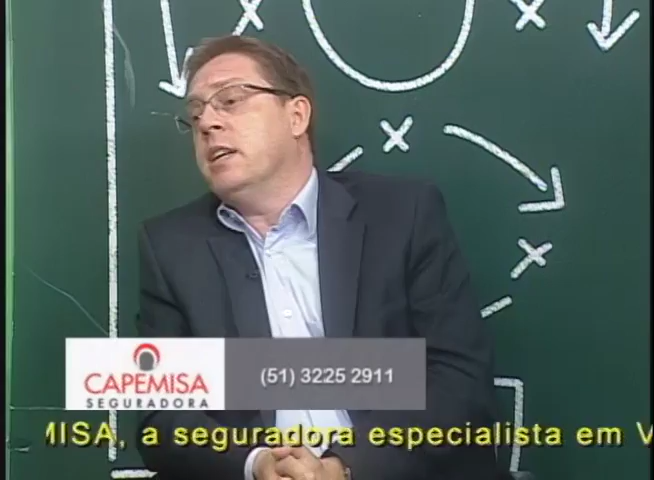 CAPEMISA
SEGURADORA
(51) 3225 2911
MISA, a seguradora especialista em V